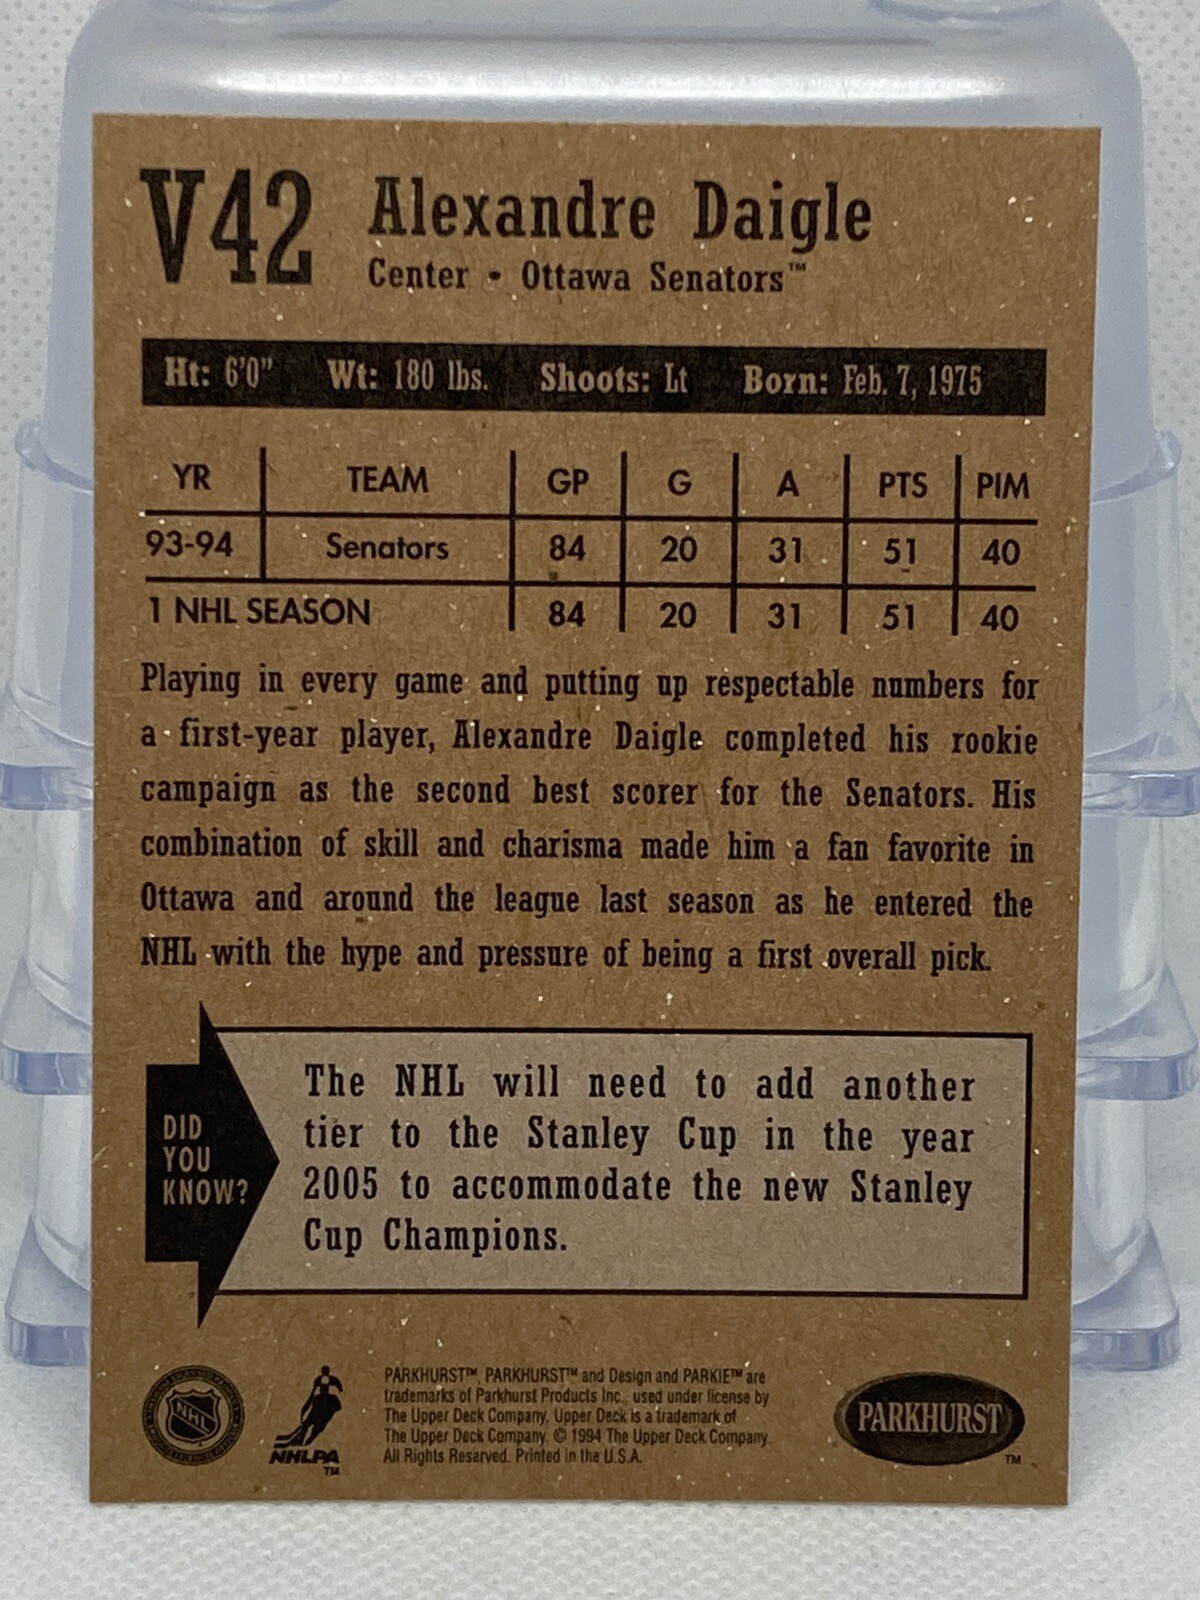 V42 Alexandre Daigle
Center • Ottawa Senators™
Ht: 6'0" Wt: 180 lbs. Shoots: Lt Born: Feb. 7, 1975
YR TEAM GP G A PTS PIM
93-94 Senators 84 20 31 51 40
1 NHL SEASON 84 20 31 51 40
Playing in every game and putting up respectable numbers for
a first-year player, Alexandre Daigle completed his rookie
campaign as the second best scorer for the Senators. His
combination of skill and charisma made him a fan favorite in
Ottawa and around the league last season as he entered the
NHL with the hype and pressure of being a first overall pick.
DID
YOU
KNOW?
The NHL will need to add another
tier to the Stanley Cup in the year
2005 to accommodate the new Stanley
Cup Champions.
NHL
NHLPA
™
PARKHURST™, PARKHURST™ and Design and PARKIE™ are
trademarks of Parkhurst Products Inc., used under license by
The Upper Deck Company. Upper Deck is a trademark of
The Upper Deck Company. © 1994 The Upper Deck Company.
All Rights Reserved. Printed in the U.S.A.
PARKHURST
™